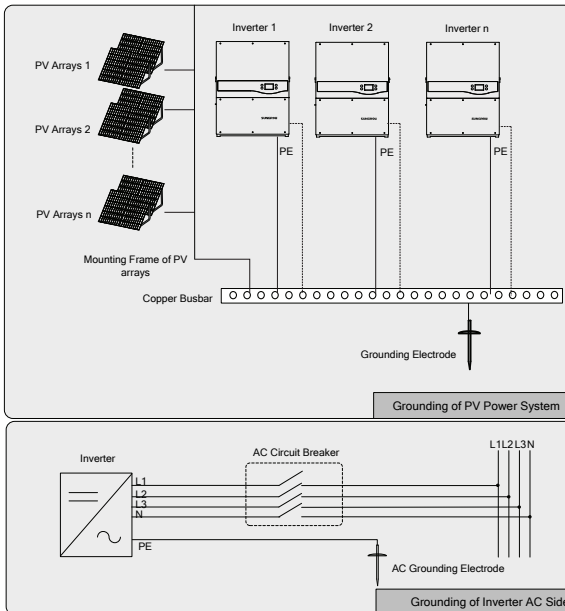 Inverter 1
Inverter 2
Inverter n
PV Arrays 1
PV Arrays 2
SUNGROW
PE
PE
PE
PV Arrays n
Mounting Frame of PV
arrays
Copper Busbar
Grounding Electrode
Grounding of PV Power System
L1L2L3N
AC Circuit Breaker
Inverter
L1
L2
L3
N
PE
AC Grounding Electrode
Grounding of Inverter AC Side